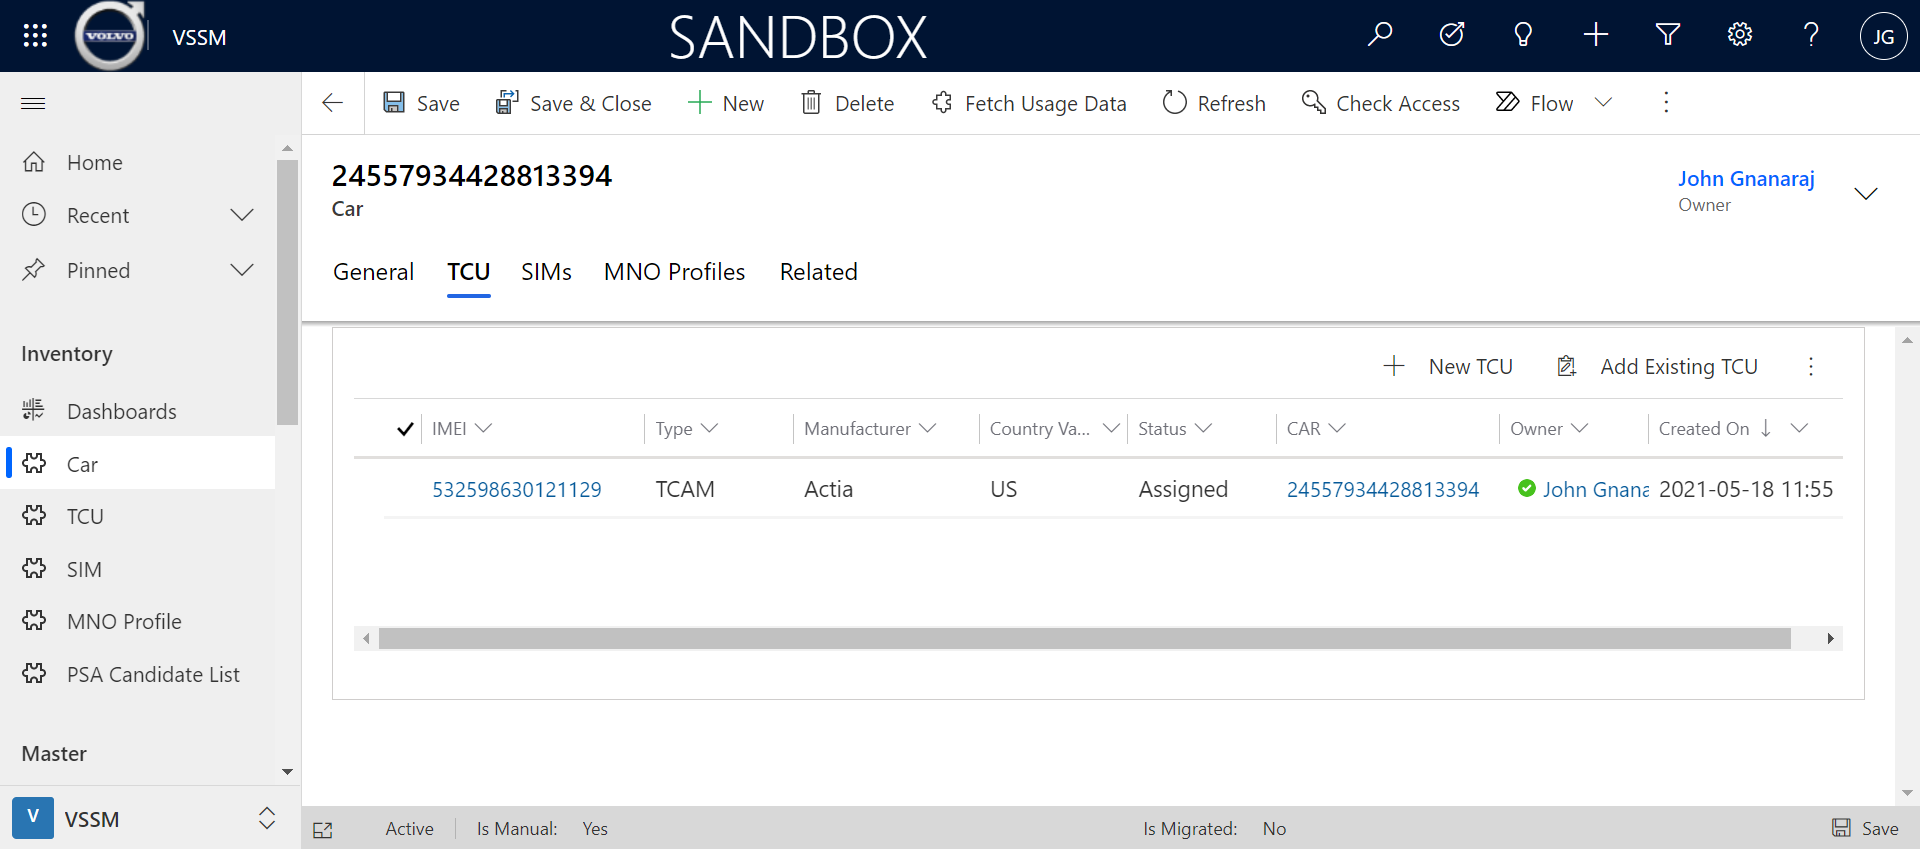 VOLVO
VSSM
SANDBOX
JG
Home
Recent
Pinned
Inventory
Dashboards
Car
TCU
SIM
MNO Profile
PSA Candidate List
Master
V VSSM
Save Save & Close New Delete Fetch Usage Data Refresh Check Access Flow
24557934428813394
Car
John Gnanaraj
Owner
General TCU SIMs MNO Profiles Related
New TCU Add Existing TCU
IMEI Type Manufacturer Country Va... Status CAR Owner Created On
532598630121129 TCAM Actia US Assigned 24557934428813394 John Gnana 2021-05-18 11:55
Active Is Manual: Yes Is Migrated: No Save